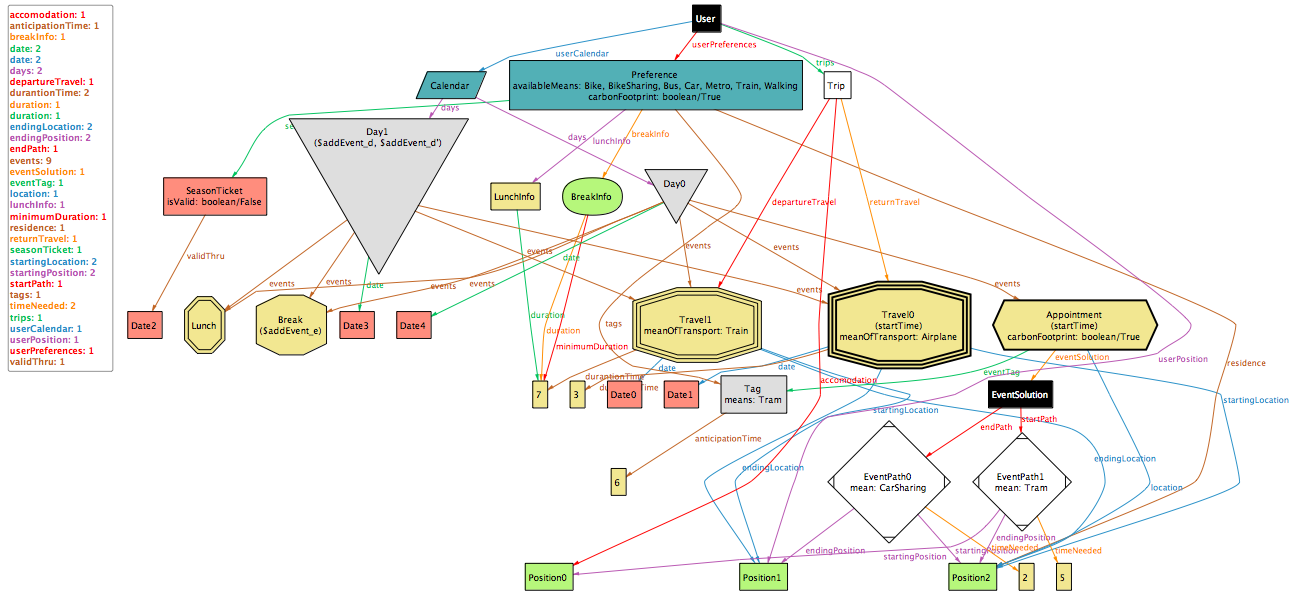 accomodation: 1
anticipationTime: 1
breakInfo: 1
date: 2
date: 2
days: 2
departureTravel: 1
durantionTime: 2
duration: 1
duration: 1
endingLocation: 2
endingPosition: 2
endPath: 1
events: 9
eventSolution: 1
eventTag: 1
location: 1
lunchInfo: 1
minimumDuration: 1
residence: 1
returnTravel: 1
seasonTicket: 1
startingLocation: 2
startingPosition: 2
startPath: 1
tags: 1
timeNeeded: 2
trips: 1
userCalendar: 1
userPosition: 1
userPreferences: 1
validThru: 1
User
userPreferences
userCalendar
trips
Calendar
Preference
availableMeans: Bike, BikeSharing, Bus, Car, Metro, Train, Walking
carbonFootprint: boolean/True
Trip
days
se
Day1
($addEvent_d, $addEvent_d')
days
lunchInfo
breakInfo
SeasonTicket
isValid: boolean/False
LunchInfo
BreakInfo
Day0
departureTravel
returnTravel
validThru
events
date
events
events
events
events
date
events
events
events
events
Date2
Lunch
Break
($addEvent_e)
Date3
Date4
duration
duration
minimumDuration
tags
Travel1
meanOfTransport: Train
Travel0
(startTime)
meanOfTransport: Airplane
Appointment
(startTime)
carbonFootprint: boolean/True
eventSolution
userPosition
residence
durantionTime
date
date
eventTag
7
3
Date0
Date1
Tag
means: Tram
accomodation
EventSolution
startingLocation
startingLocation
endPath
startPath
anticipationTime
endingLocation
endingLocation
location
6
EventPath0
mean: CarSharing
EventPath1
mean: Tram
endingPosition
startingPosition
startingPosition
endingPosition
timeNeeded
timeNeeded
Position0
Position1
Position2
2
5